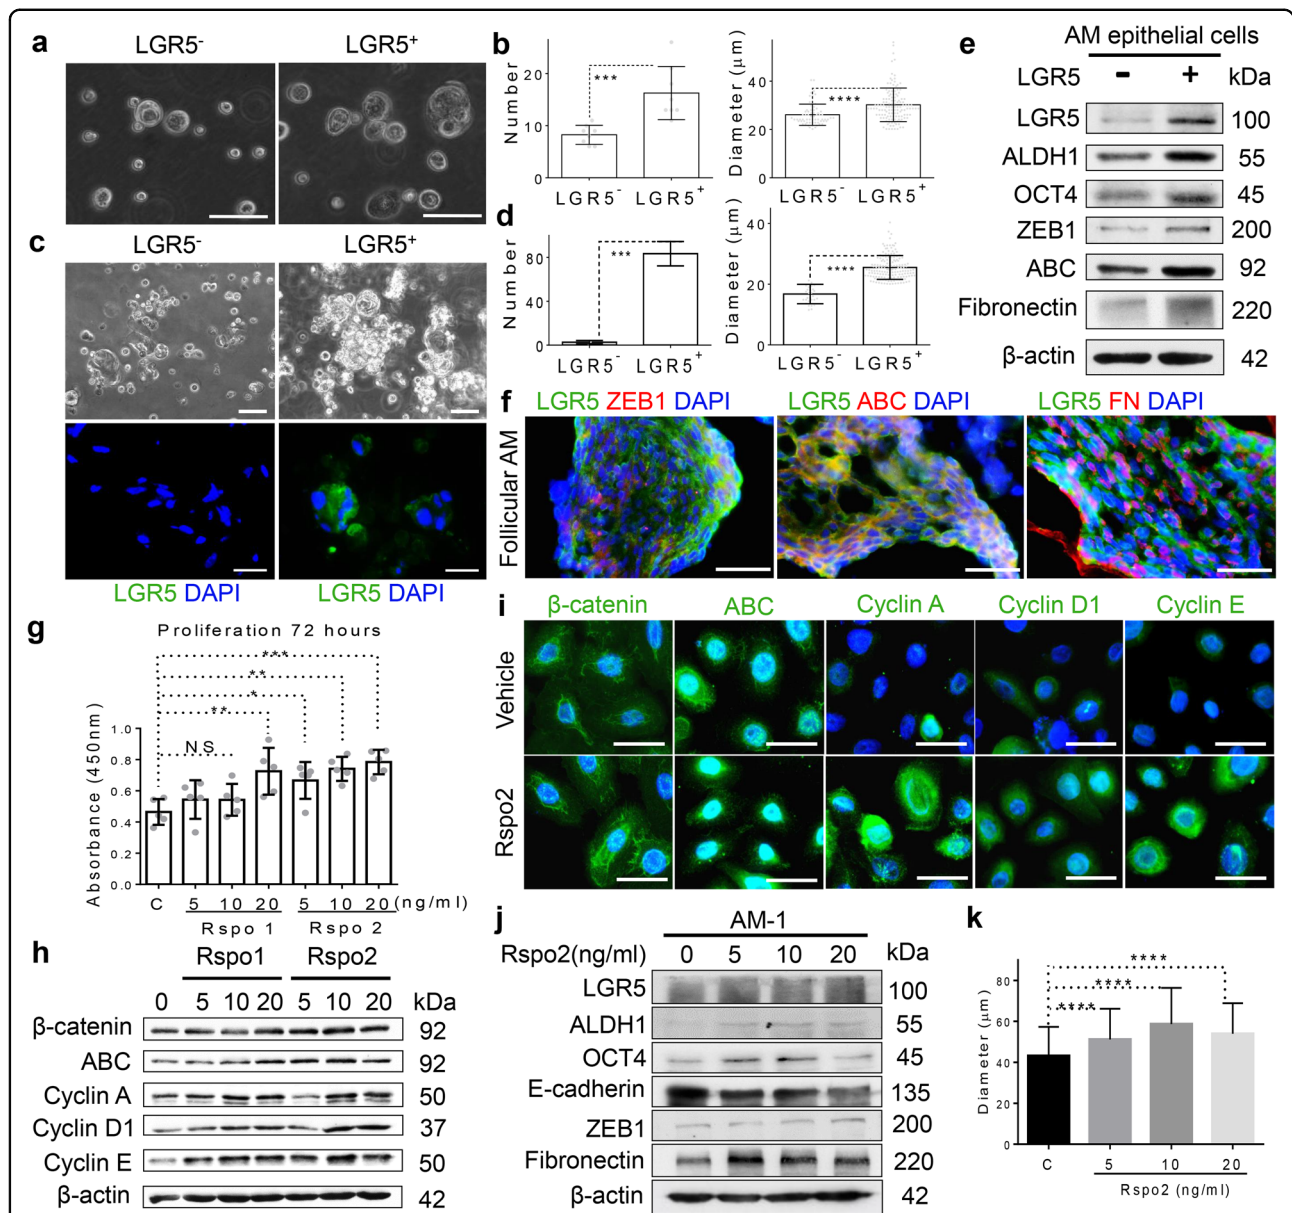 a
LGR5- LGR5+
b
Number
20
10
0
***
LGR5- LGR5+
Diameter (µm)
60
40
20
0
****
LGR5- LGR5+
c
LGR5- LGR5+
LGR5 DAPI LGR5 DAPI
d
Number
80
40
0
***
LGR5- LGR5+
Diameter (µm)
40
20
0
****
LGR5- LGR5+
e
AM epithelial cells
LGR5 - + kDa
LGR5 100
ALDH1 55
OCT4 45
ZEB1 200
ABC 92
Fibronectin 220
β-actin 42
f
LGR5 ZEB1 DAPI LGR5 ABC DAPI LGR5 FN DAPI
Follicular AM
g
Proliferation 72 hours
***
**
*
**
NS
Absorbance (450nm)
1.0
0.8
0.6
0.4
0.2
0.0
C 5 10 20 5 10 20 (ng/ml)
Rspo 1 Rspo 2
h
Rspo1 Rspo2
0 5 10 20 5 10 20 kDa
β-catenin 92
ABC 92
Cyclin A 50
Cyclin D1 37
Cyclin E 50
β-actin 42
i
β-catenin ABC Cyclin A Cyclin D1 Cyclin E
Vehicle
Rspo2
j
AM-1
Rspo2(ng/ml) 0 5 10 20 kDa
LGR5 100
ALDH1 55
OCT4 45
E-cadherin 135
ZEB1 200
Fibronectin 220
β-actin 42
k
Diameter (µm)
80
60
40
20
0
****
****
****
C 5 10 20
Rspo2 (ng/ml)